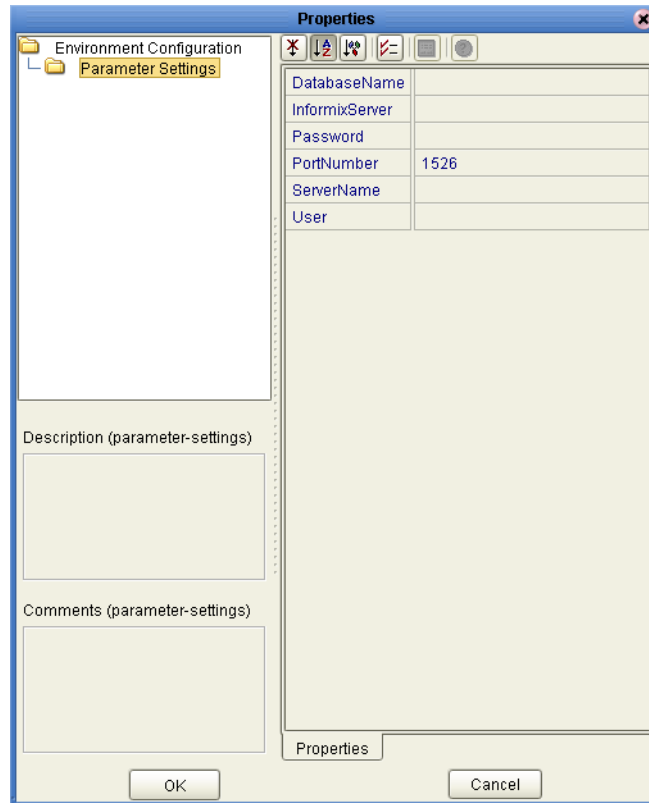 Properties
Environment Configuration
Parameter Settings
DatabaseName
InformixServer
Password
PortNumber 1526
ServerName
User
Description (parameter-settings)
Comments (parameter-settings)
Properties
OK
Cancel